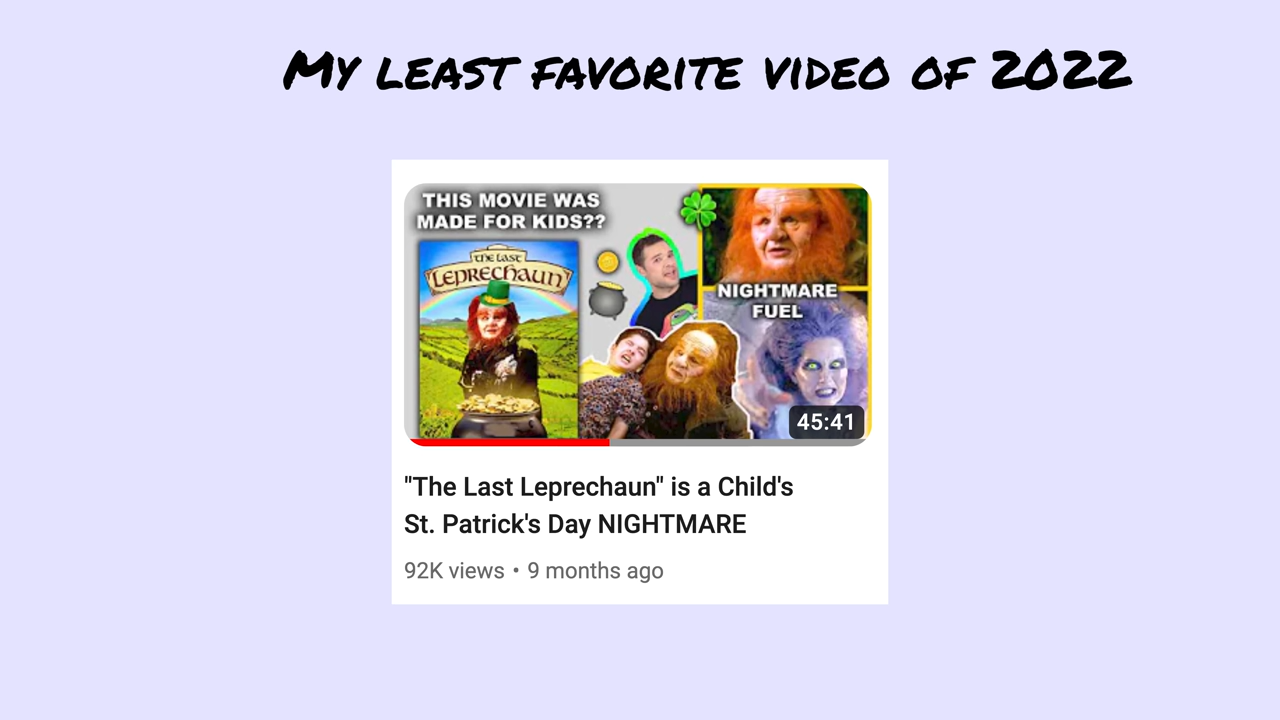 My least favorite video of 2022
THIS MOVIE WAS
MADE FOR KIDS??
THE LAST
LEPRECHAUN
NIGHTMARE
FUEL
45:41
"The Last Leprechaun" is a Child's
St. Patrick's Day NIGHTMARE
92K views • 9 months ago